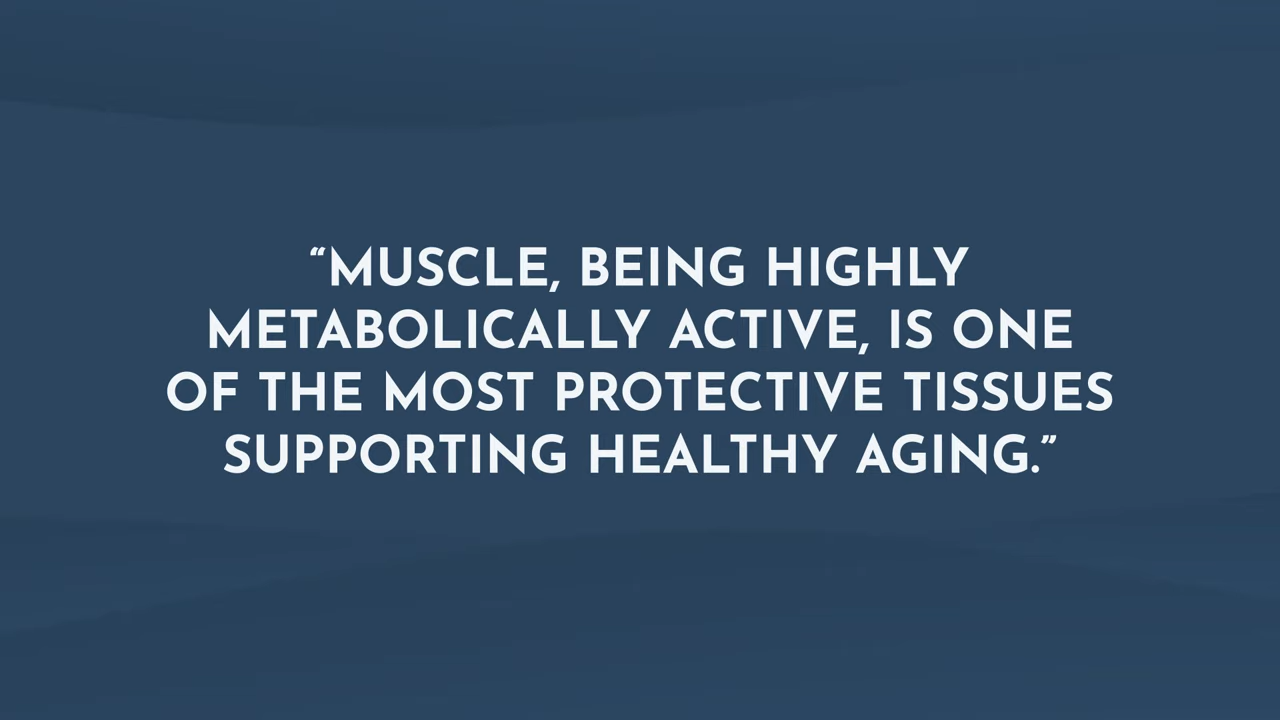 “MUSCLE, BEING HIGHLY
METABOLICALLY ACTIVE, IS ONE
OF THE MOST PROTECTIVE TISSUES
SUPPORTING HEALTHY AGING.”